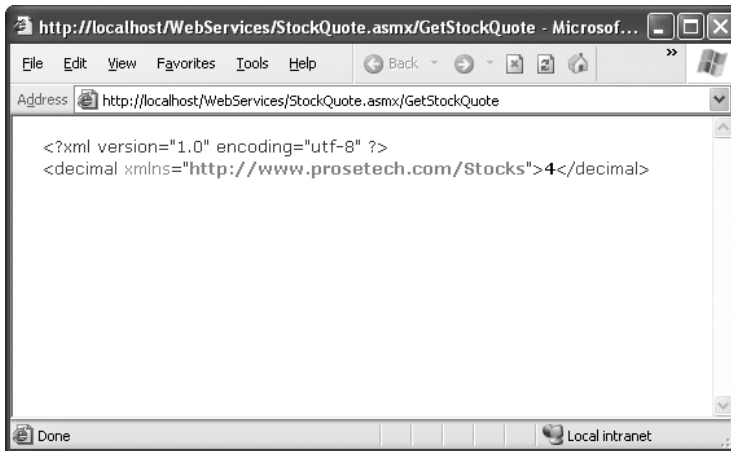 http://localhost/WebServices/StockQuote.asmx/GetStockQuote - Microsof...
File Edit View Favorites Tools Help Back »
Address http://localhost/WebServices/StockQuote.asmx/GetStockQuote
<?xml version="1.0" encoding="utf-8" ?>
<decimal xmlns="http://www.prosetech.com/Stocks">4</decimal>
Done Local intranet